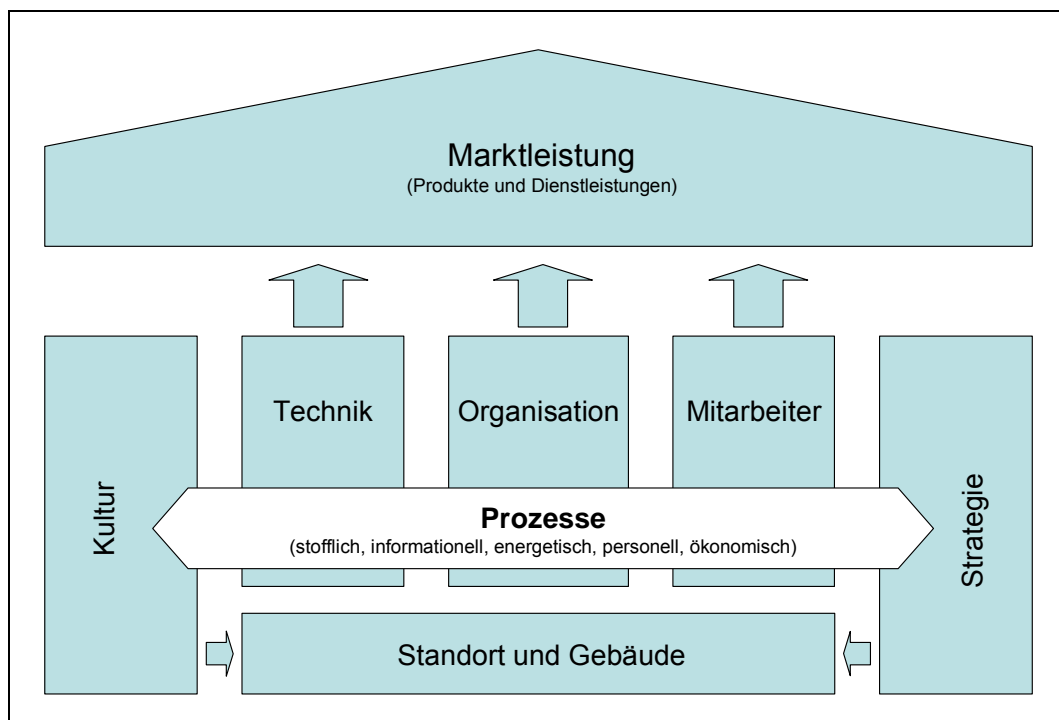 Marktleistung
(Produkte und Dienstleistungen)
Kultur
Technik
Organisation
Mitarbeiter
Strategie
Prozesse
(stofflich, informationell, energetisch, personell, ökonomisch)
Standort und Gebäude